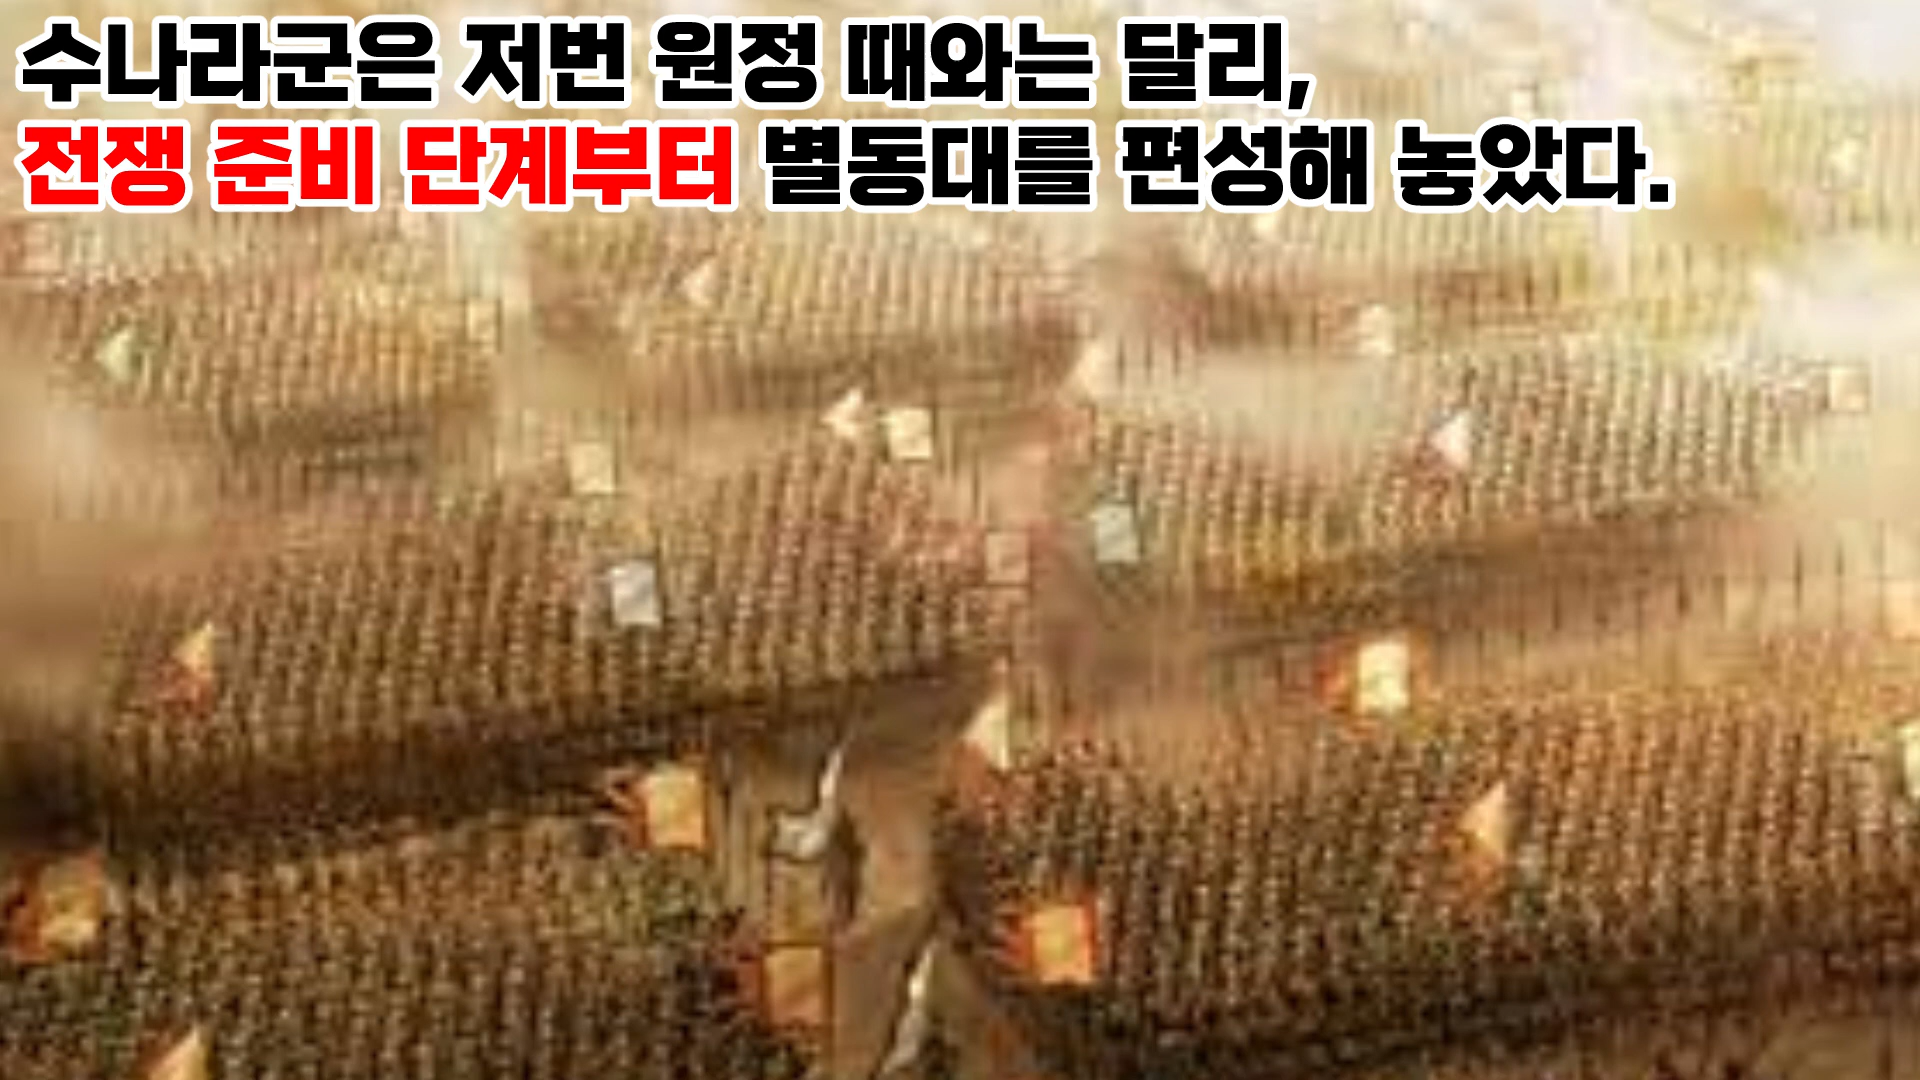 수나라군은 저번 원정 때와는 달리,
전쟁 준비 단계부터 별동대를 편성해 놓았다.